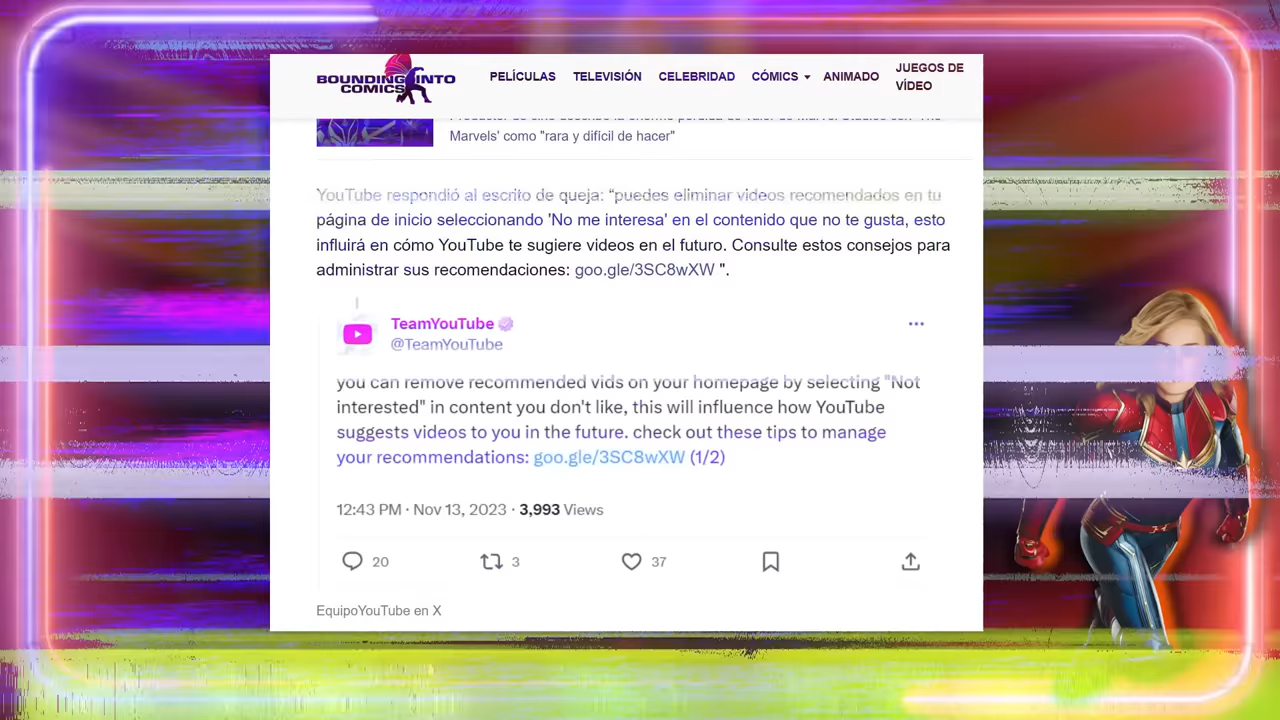 BOUNDING INTO
COMICS
PELÍCULAS TELEVISIÓN CELEBRIDAD CÓMICS ANIMADO JUEGOS DE VÍDEO
Marvels' como "rara y difícil de hacer"
YouTube respondió al escrito de queja: “puedes eliminar videos recomendados en tu
página de inicio seleccionando 'No me interesa' en el contenido que no te gusta, esto
influirá en cómo YouTube te sugiere videos en el futuro. Consulte estos consejos para
administrar sus recomendaciones: goo.gle/3SC8wXW ".
TeamYouTube
@TeamYouTube
you can remove recommended vids on your homepage by selecting "Not
interested" in content you don't like, this will influence how YouTube
suggests videos to you in the future. check out these tips to manage
your recommendations: goo.gle/3SC8wXW (1/2)
12:43 PM · Nov 13, 2023 · 3,993 Views
20 3 37
EquipoYouTube en X